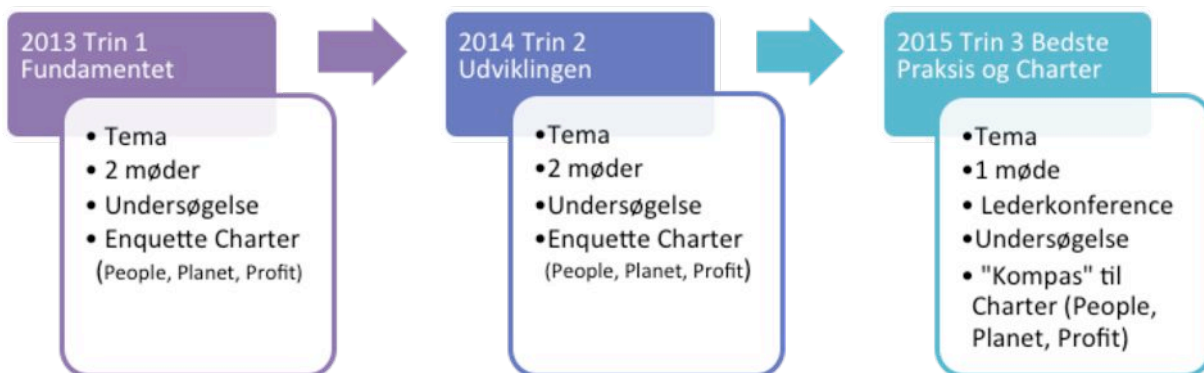 2013 Trin 1
Fundamentet
• Tema
• 2 møder
• Undersøgelse
• Enquette Charter
(People, Planet, Profit)
2014 Trin 2
Udviklingen
•Tema
•2 møder
•Undersøgelse
•Enquette Charter
(People, Planet, Profit)
2015 Trin 3 Bedste
Praksis og Charter
•Tema
•1 møde
• Lederkonference
•Undersøgelse
• "Kompas" til
Charter (People,
Planet, Profit)